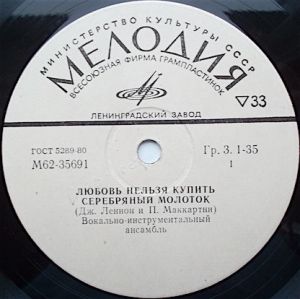 МИНИСТЕРСТВО КУЛЬТУРЫ СССР
МЕЛОДИЯ
ВСЕСОЮЗНАЯ ФИРМА ГРАМПЛАСТИНОК
▽33
ЛЕНИНГРАДСКИЙ ЗАВОД
ГОСТ 5289-80
Гр. 3. 1-35
М62-35691
1
ЛЮБОВЬ НЕЛЬЗЯ КУПИТЬ
СЕРЕБРЯНЫЙ МОЛОТОК
(Дж. Леннон и П. Маккартни)
Вокально-инструментальный
ансамбль